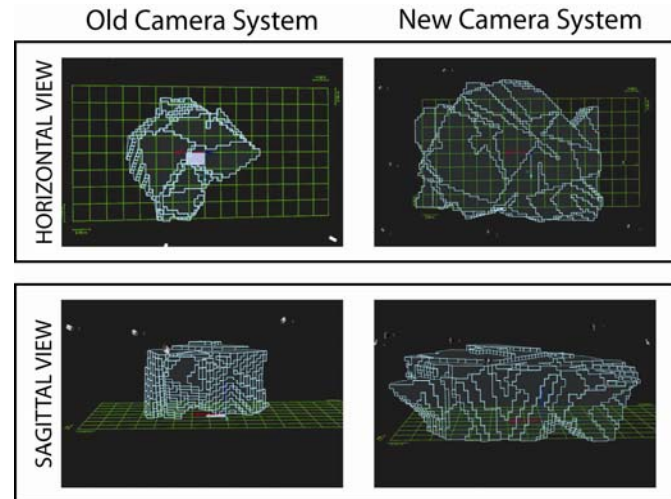 Old Camera System
New Camera System
HORIZONTAL VIEW
SAGITTAL VIEW